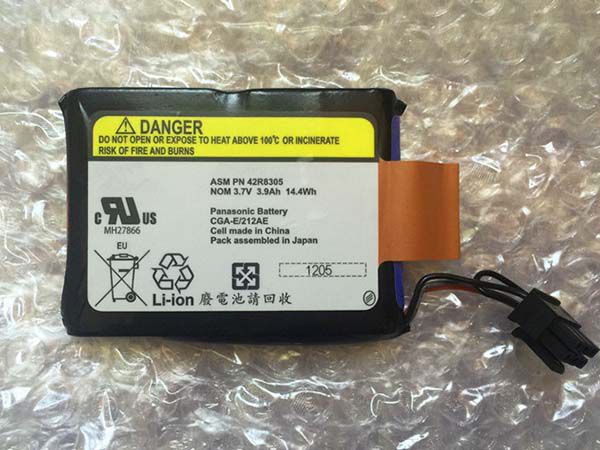 DANGER
DO NOT OPEN OR EXPOSE TO HEAT ABOVE 100°C OR INCINERATE
RISK OF FIRE AND BURNS
ASM PN 42R8305
NOM 3.7V 3.9Ah 14.4Wh
Panasonic Battery
CGA-E/212AE
Cell made in China
Pack assembled in Japan
c RU US
MH27866
EU
1205
Li-ion 廢電池請回收